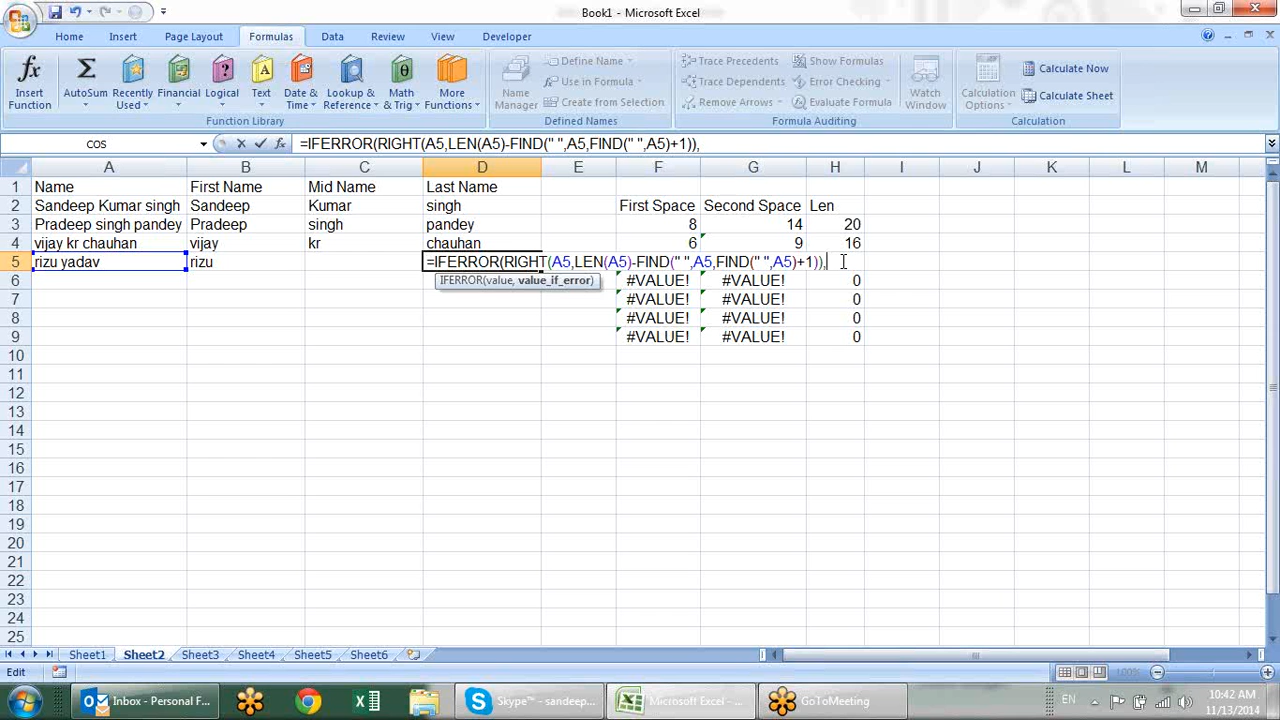 Book1 - Microsoft Excel
Home Insert Page Layout Formulas Data Review View Developer
Insert Function
AutoSum
Recently Used
Financial
Logical
Text
Date & Time
Lookup & Reference
Math & Trig
More Functions
Function Library
Name Manager
Define Name
Use in Formula
Create from Selection
Defined Names
Trace Precedents
Trace Dependents
Remove Arrows
Show Formulas
Error Checking
Evaluate Formula
Formula Auditing
Watch Window
Calculation Options
Calculate Now
Calculate Sheet
Calculation
COS =IFERROR(RIGHT(A5,LEN(A5)-FIND(" ",A5,FIND(" ",A5)+1)),
A B C D E F G H I J K L M
1 Name First Name Mid Name Last Name
2 Sandeep Kumar singh Sandeep Kumar singh First Space Second Space Len
3 Pradeep singh pandey Pradeep singh pandey 8 14 20
4 vijay kr chauhan vijay kr chauhan 6 9 16
5 rizu yadav rizu =IFERROR(RIGHT(A5,LEN(A5)-FIND(" ",A5,FIND(" ",A5)+1)),
IFERROR(value, value_if_error)
6 #VALUE! #VALUE! 0
7 #VALUE! #VALUE! 0
8 #VALUE! #VALUE! 0
9 #VALUE! #VALUE! 0
10
11
12
13
14
15
16
17
18
19
20
21
22
23
24
25
Sheet1 Sheet2 Sheet3 Sheet4 Sheet5 Sheet6
Edit 100%
Inbox - Personal F... Skype™ - sandeep... Microsoft Excel - ... GoToMeeting EN 10:42 AM
11/13/2014